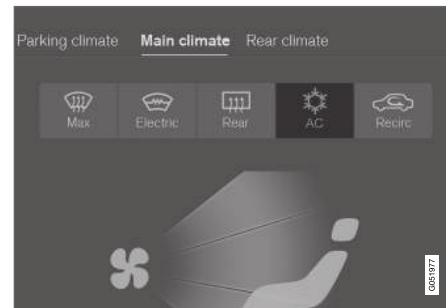 Parking climate Main climate Rear climate
Max Electric Rear AC Recirc
G051977